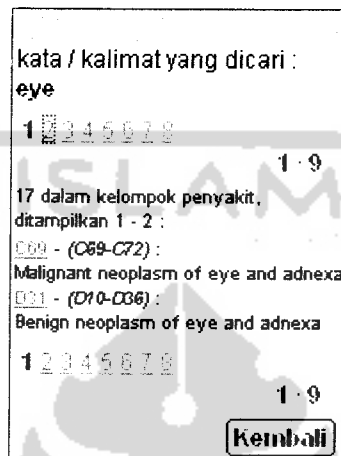 kata / kalimat yang dicari :
eye
1 2 3 4 5 6 7 8
1 - 9
17 dalam kelompok penyakit,
ditampilkan 1 - 2 :
C69 - (C69-C72) :
Malignant neoplasm of eye and adnexa
D31 - (D10-D36) :
Benign neoplasm of eye and adnexa
1 2 3 4 5 6 7 8
1 - 9
Kembali
ISLAM